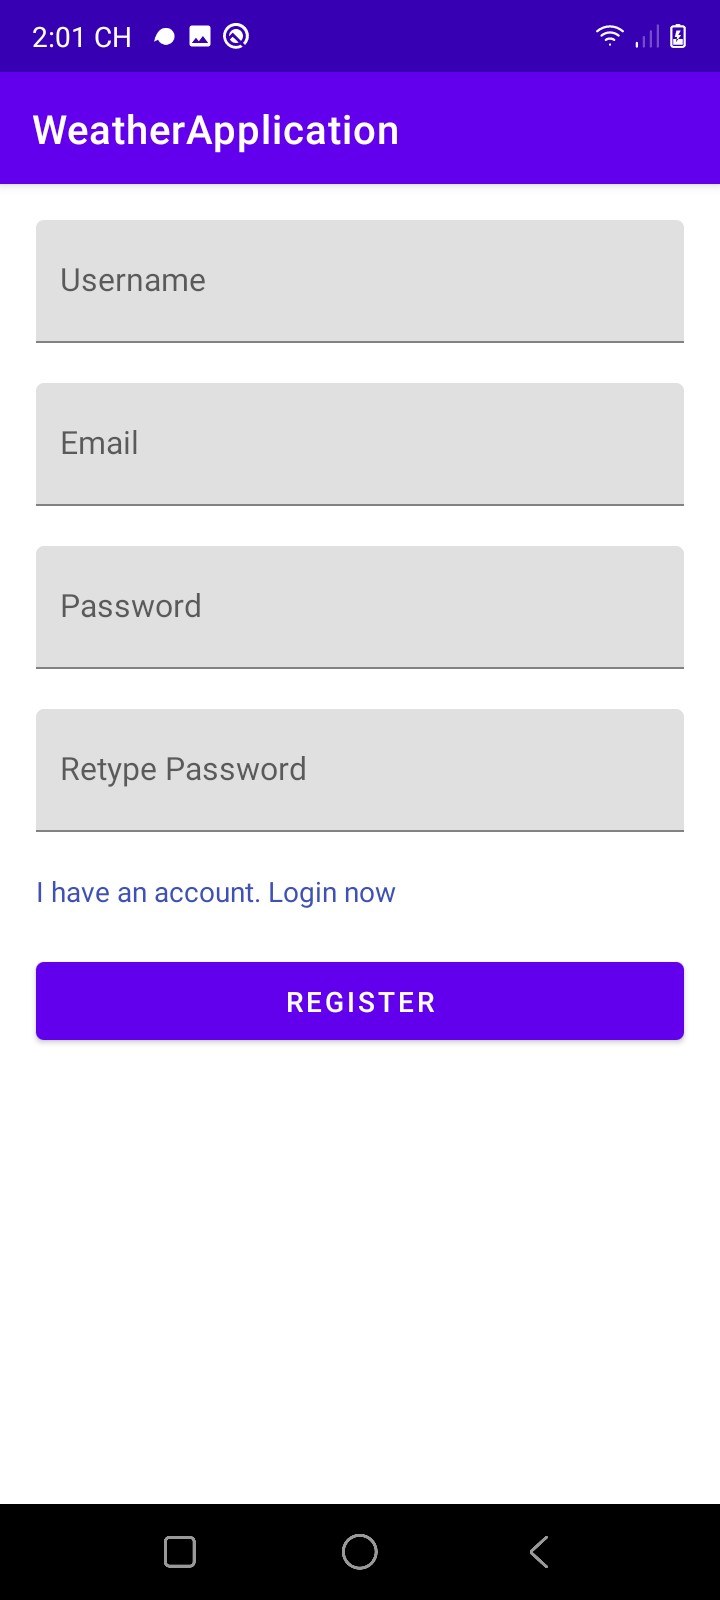 2:01 CH
WeatherApplication
Username
Email
Password
Retype Password
I have an account. Login now
REGISTER